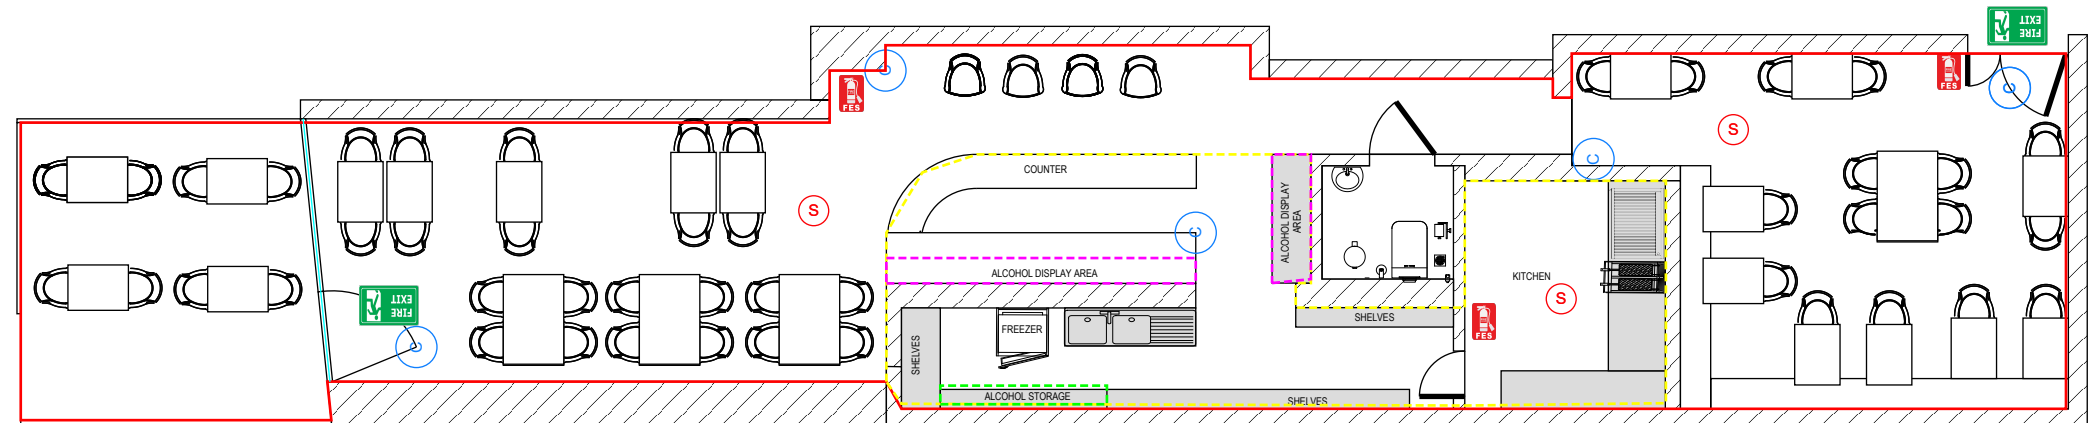 FIRE
EXIT
FES
FES
C
C
S
C
COUNTER
ALCOHOL DISPLAY
AREA
S
C
ALCOHOL DISPLAY AREA
KITCHEN
S
FIRE
EXIT
C
FREEZER
SHELVES
FES
SHELVES
ALCOHOL STORAGE
SHELVES